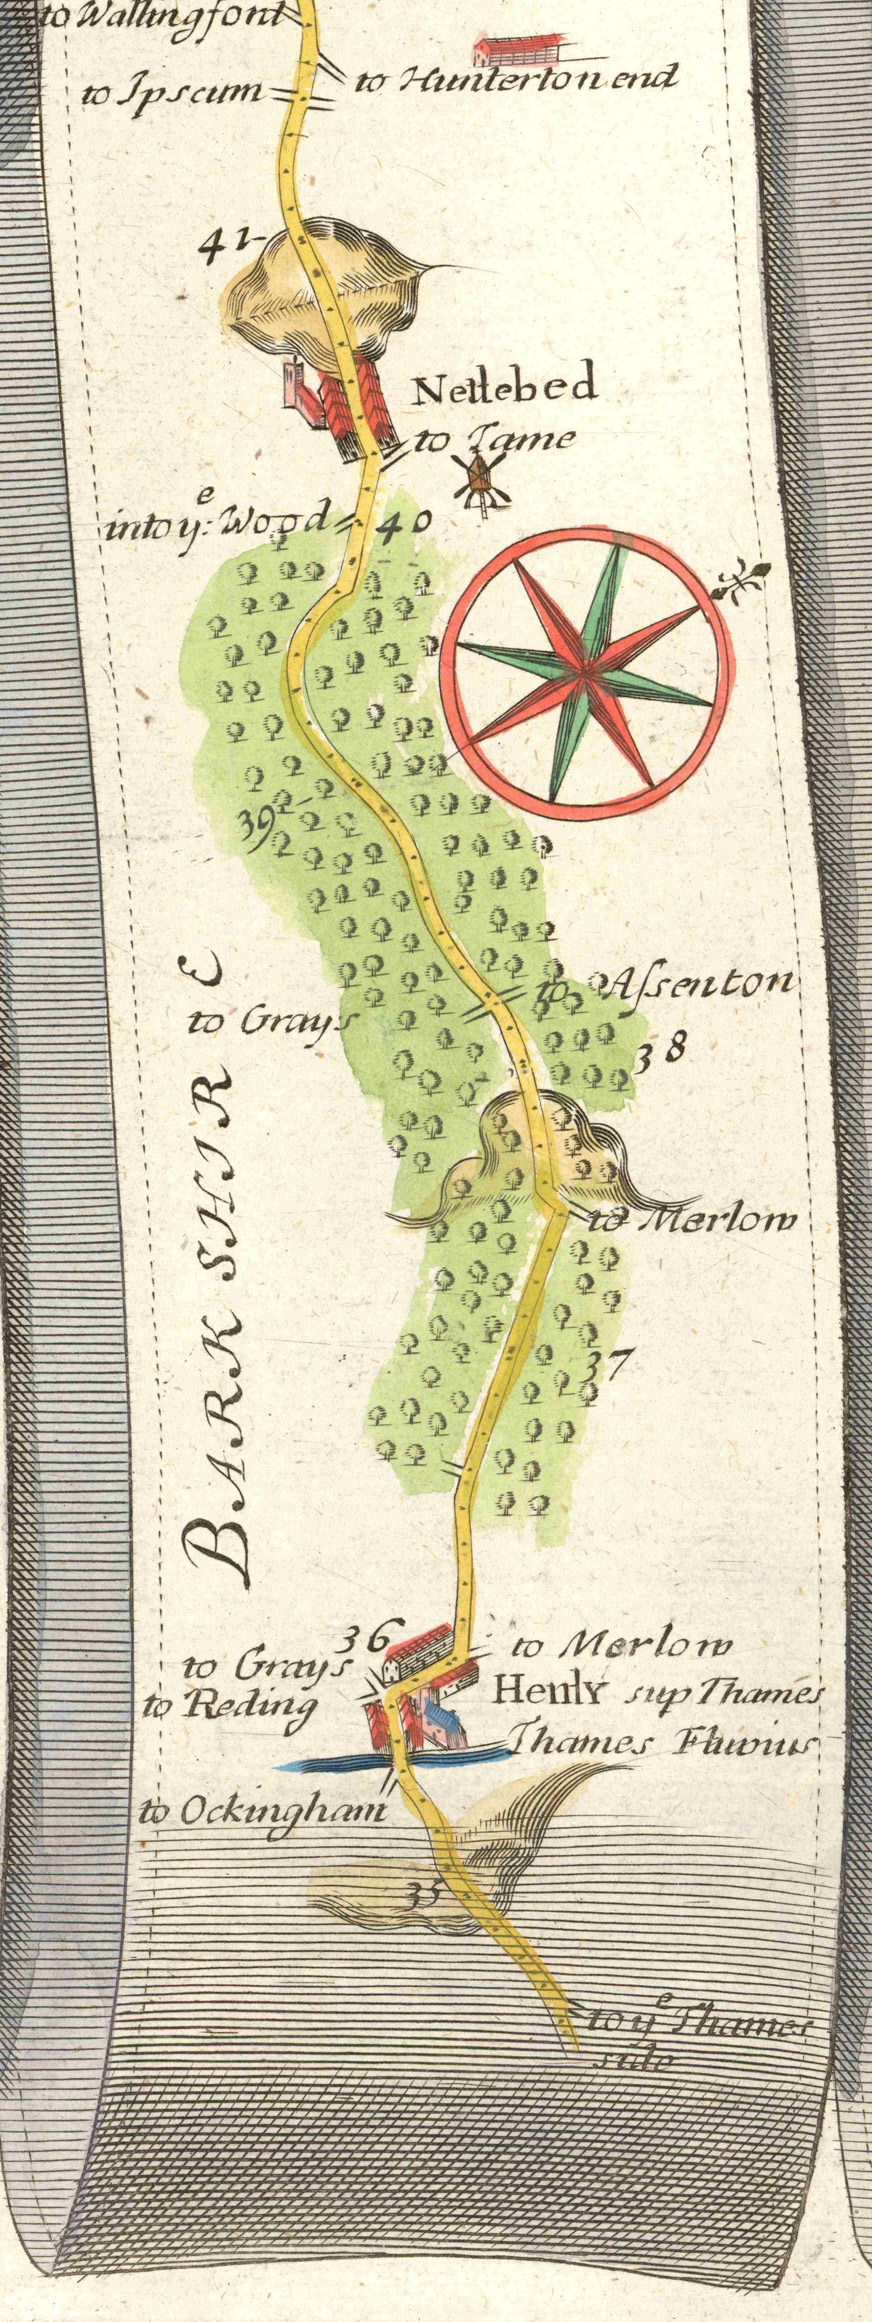 to Wallingfont
to Hunterton end
to Ipscum
41
Nettebed
to Tame
into yͤ: Wood
40
39
to Assenton
to Grays
38
to Merlow
37
BARKSHIRE
36
to Grays
to Merlow
to Reding
Henly sup Thames
Thames Fluvius
to Ockingham
35
to yͤ Thames
side